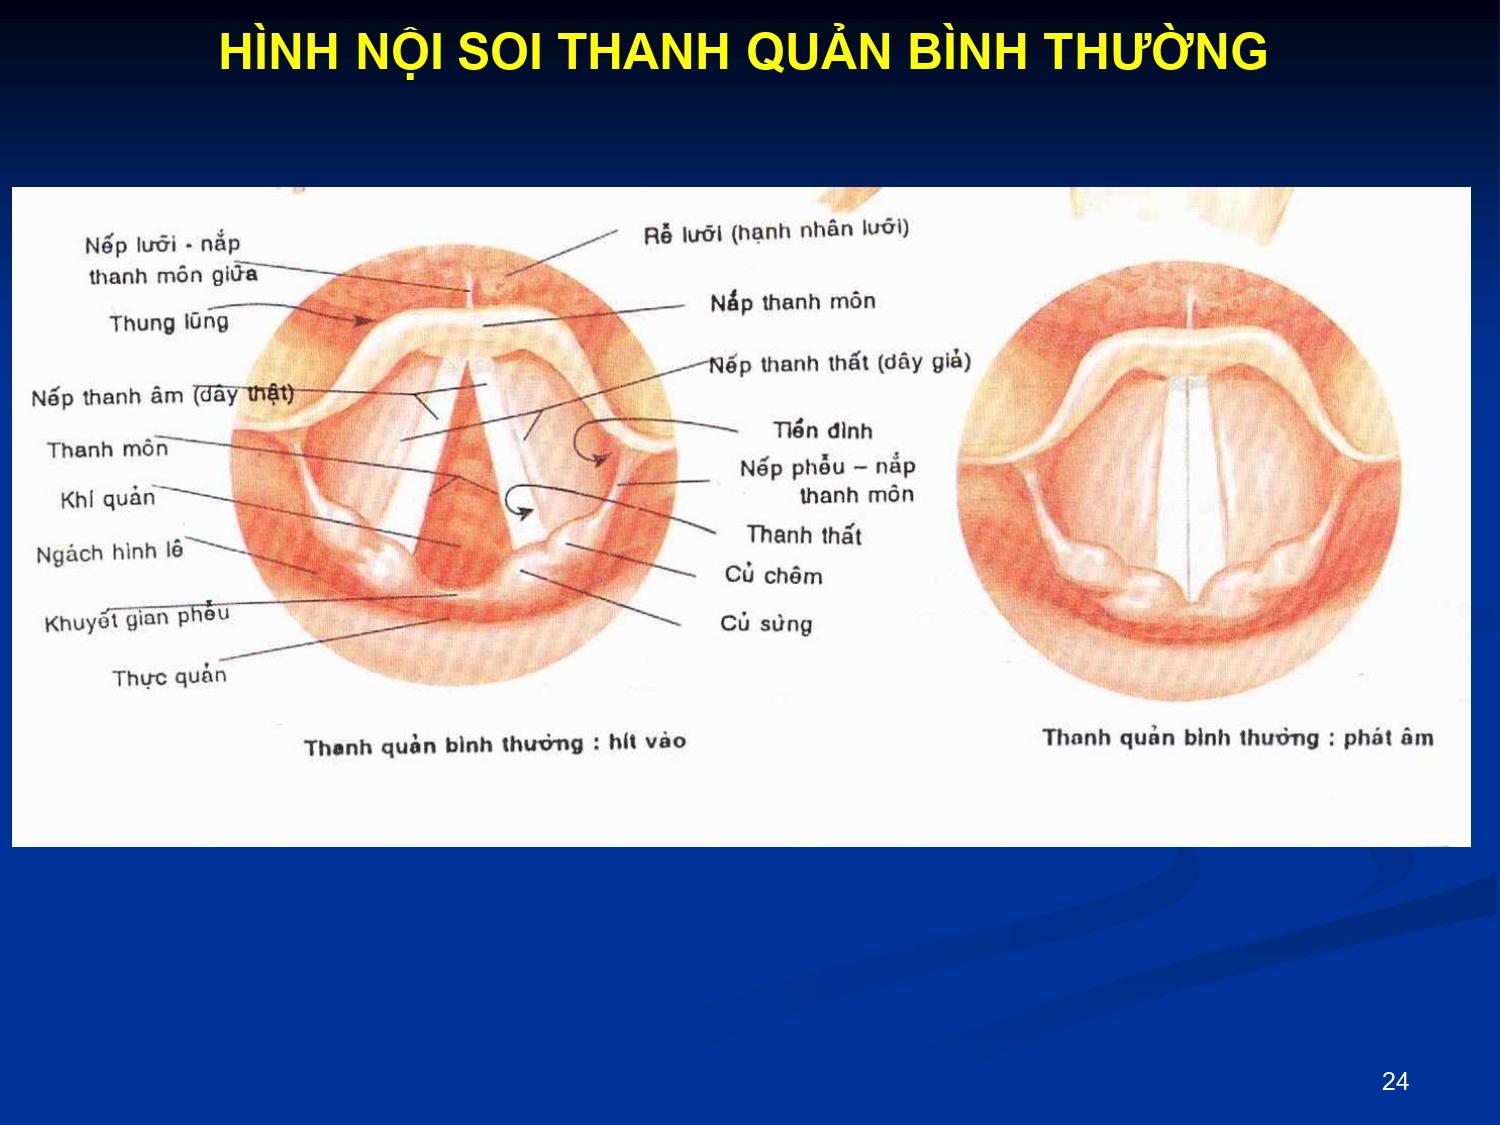 HÌNH NỘI SOI THANH QUẢN BÌNH THƯỜNG
Nếp lưỡi - nắp
thanh môn giữa
Thung lũng
Nếp thanh âm (dây thật)
Thanh môn
Khí quản
Ngách hình lê
Khuyết gian phễu
Thực quản
Rễ lưỡi (hạnh nhân lưỡi)
Nắp thanh môn
Nếp thanh thất (dây giả)
Tiền đình
Nếp phễu – nắp
thanh môn
Thanh thất
Củ chêm
Củ sừng
Thanh quản bình thường : hít vào
Thanh quản bình thường : phát âm
24